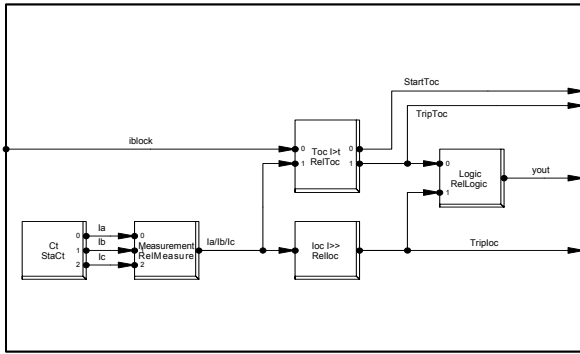 StartToc
TripToc
iblock
0
1
Toc I>t
RelToc
0
1
0
1
Logic
RelLogic
yout
Ct
StaCt
0
1
2
Ia
Ib
Ic
0
1
2
Measurement
RelMeasure
Ia/Ib/Ic
Ioc I>>
RelIoc
TripIoc